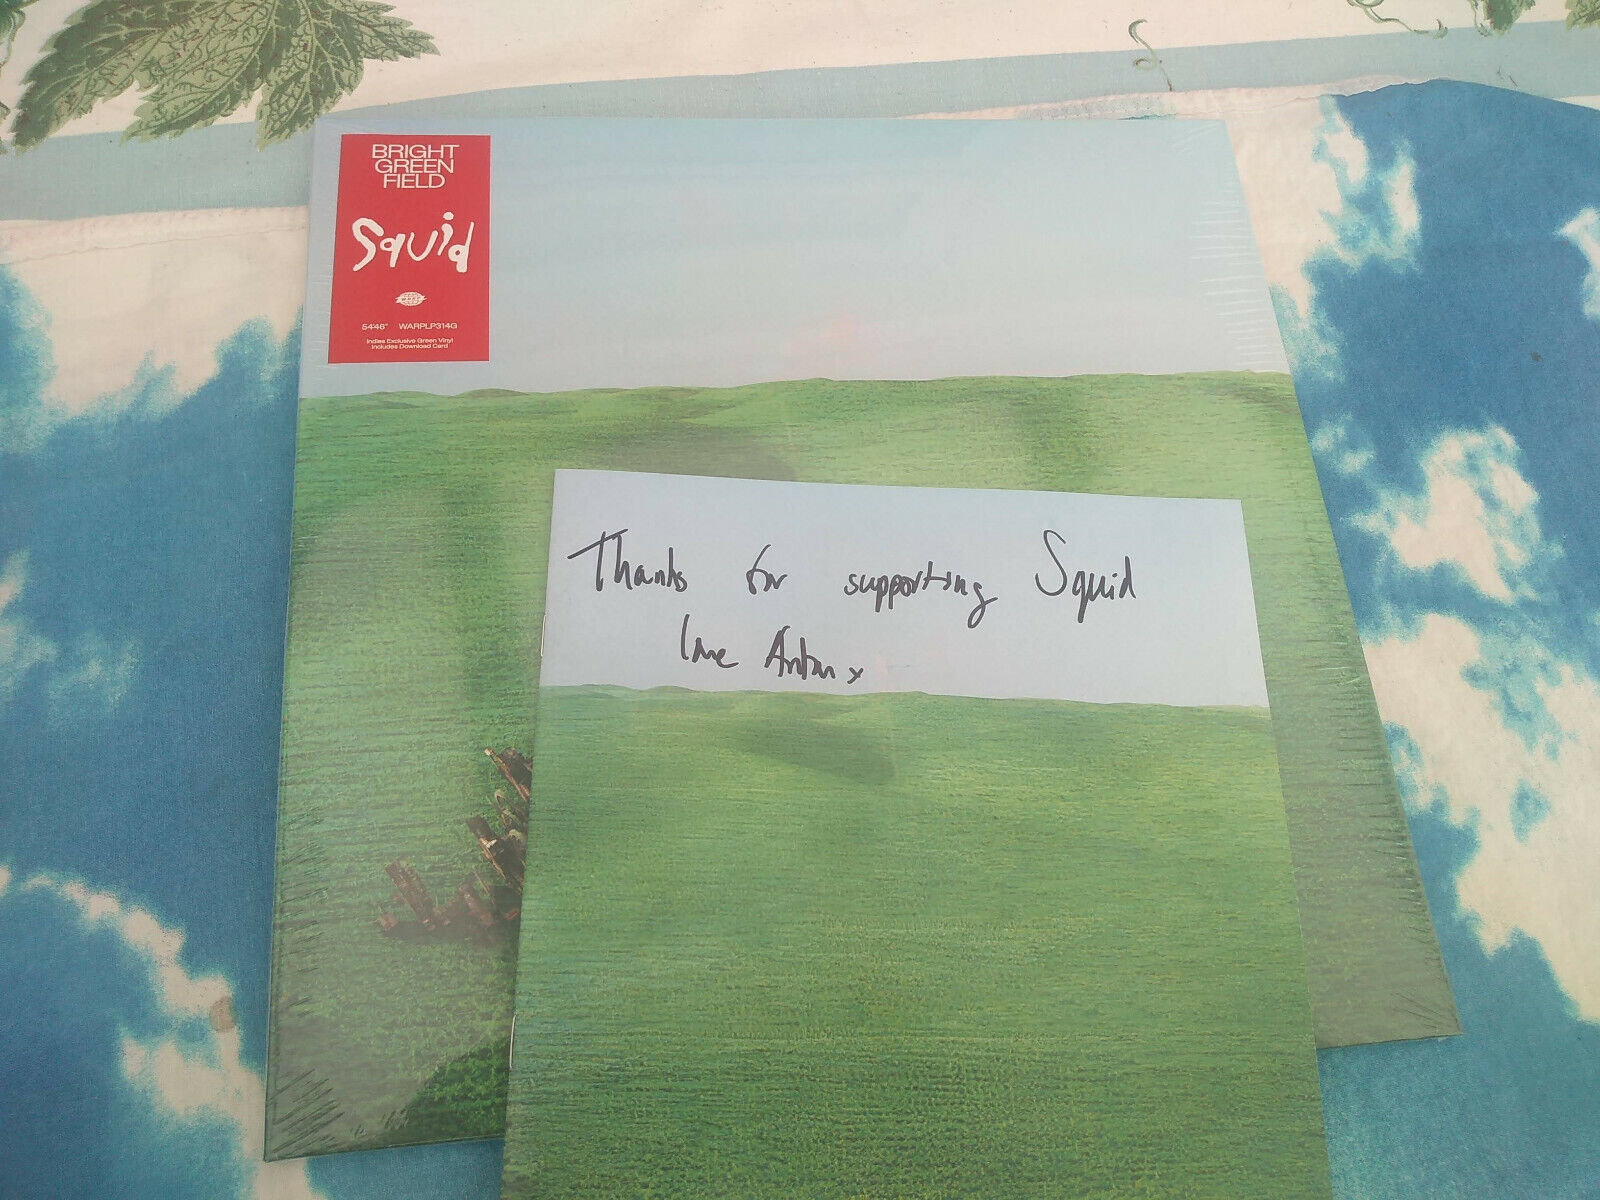 BRIGHT
GREEN
FIELD
Squid
54'46" WARPLP314G
Indies Exclusive Green Vinyl
Includes Download Card
Thanks for supporting Squid
love Anton x